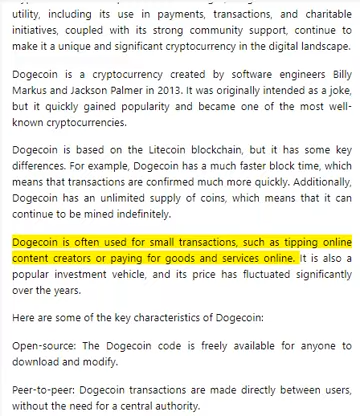 utility, including its use in payments, transactions, and charitable
initiatives, coupled with its strong community support, continue to
make it a unique and significant cryptocurrency in the digital landscape.
Dogecoin is a cryptocurrency created by software engineers Billy
Markus and Jackson Palmer in 2013. It was originally intended as a joke,
but it quickly gained popularity and became one of the most well-
known cryptocurrencies.
Dogecoin is based on the Litecoin blockchain, but it has some key
differences. For example, Dogecoin has a much faster block time, which
means that transactions are confirmed much more quickly. Additionally,
Dogecoin has an unlimited supply of coins, which means that it can
continue to be mined indefinitely.
Dogecoin is often used for small transactions, such as tipping online
content creators or paying for goods and services online. It is also a
popular investment vehicle, and its price has fluctuated significantly
over the years.
Here are some of the key characteristics of Dogecoin:
Open-source: The Dogecoin code is freely available for anyone to
download and modify.
Peer-to-peer: Dogecoin transactions are made directly between users,
without the need for a central authority.